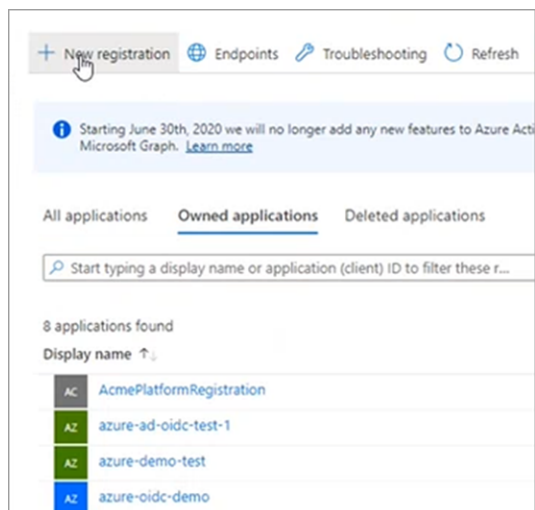 New registration Endpoints Troubleshooting Refresh
Starting June 30th, 2020 we will no longer add any new features to Azure Acti
Microsoft Graph. Learn more
All applications Owned applications Deleted applications
Start typing a display name or application (client) ID to filter these r...
8 applications found
Display name
AC AcmePlatformRegistration
AZ azure-ad-oidc-test-1
AZ azure-demo-test
AZ azure-oidc-demo